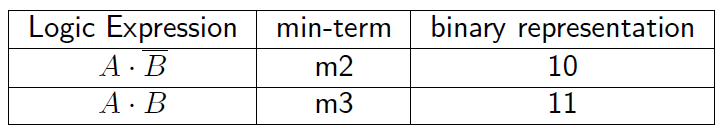 Logic Expression min-term binary representation
A · B̅ m2 10
A · B m3 11